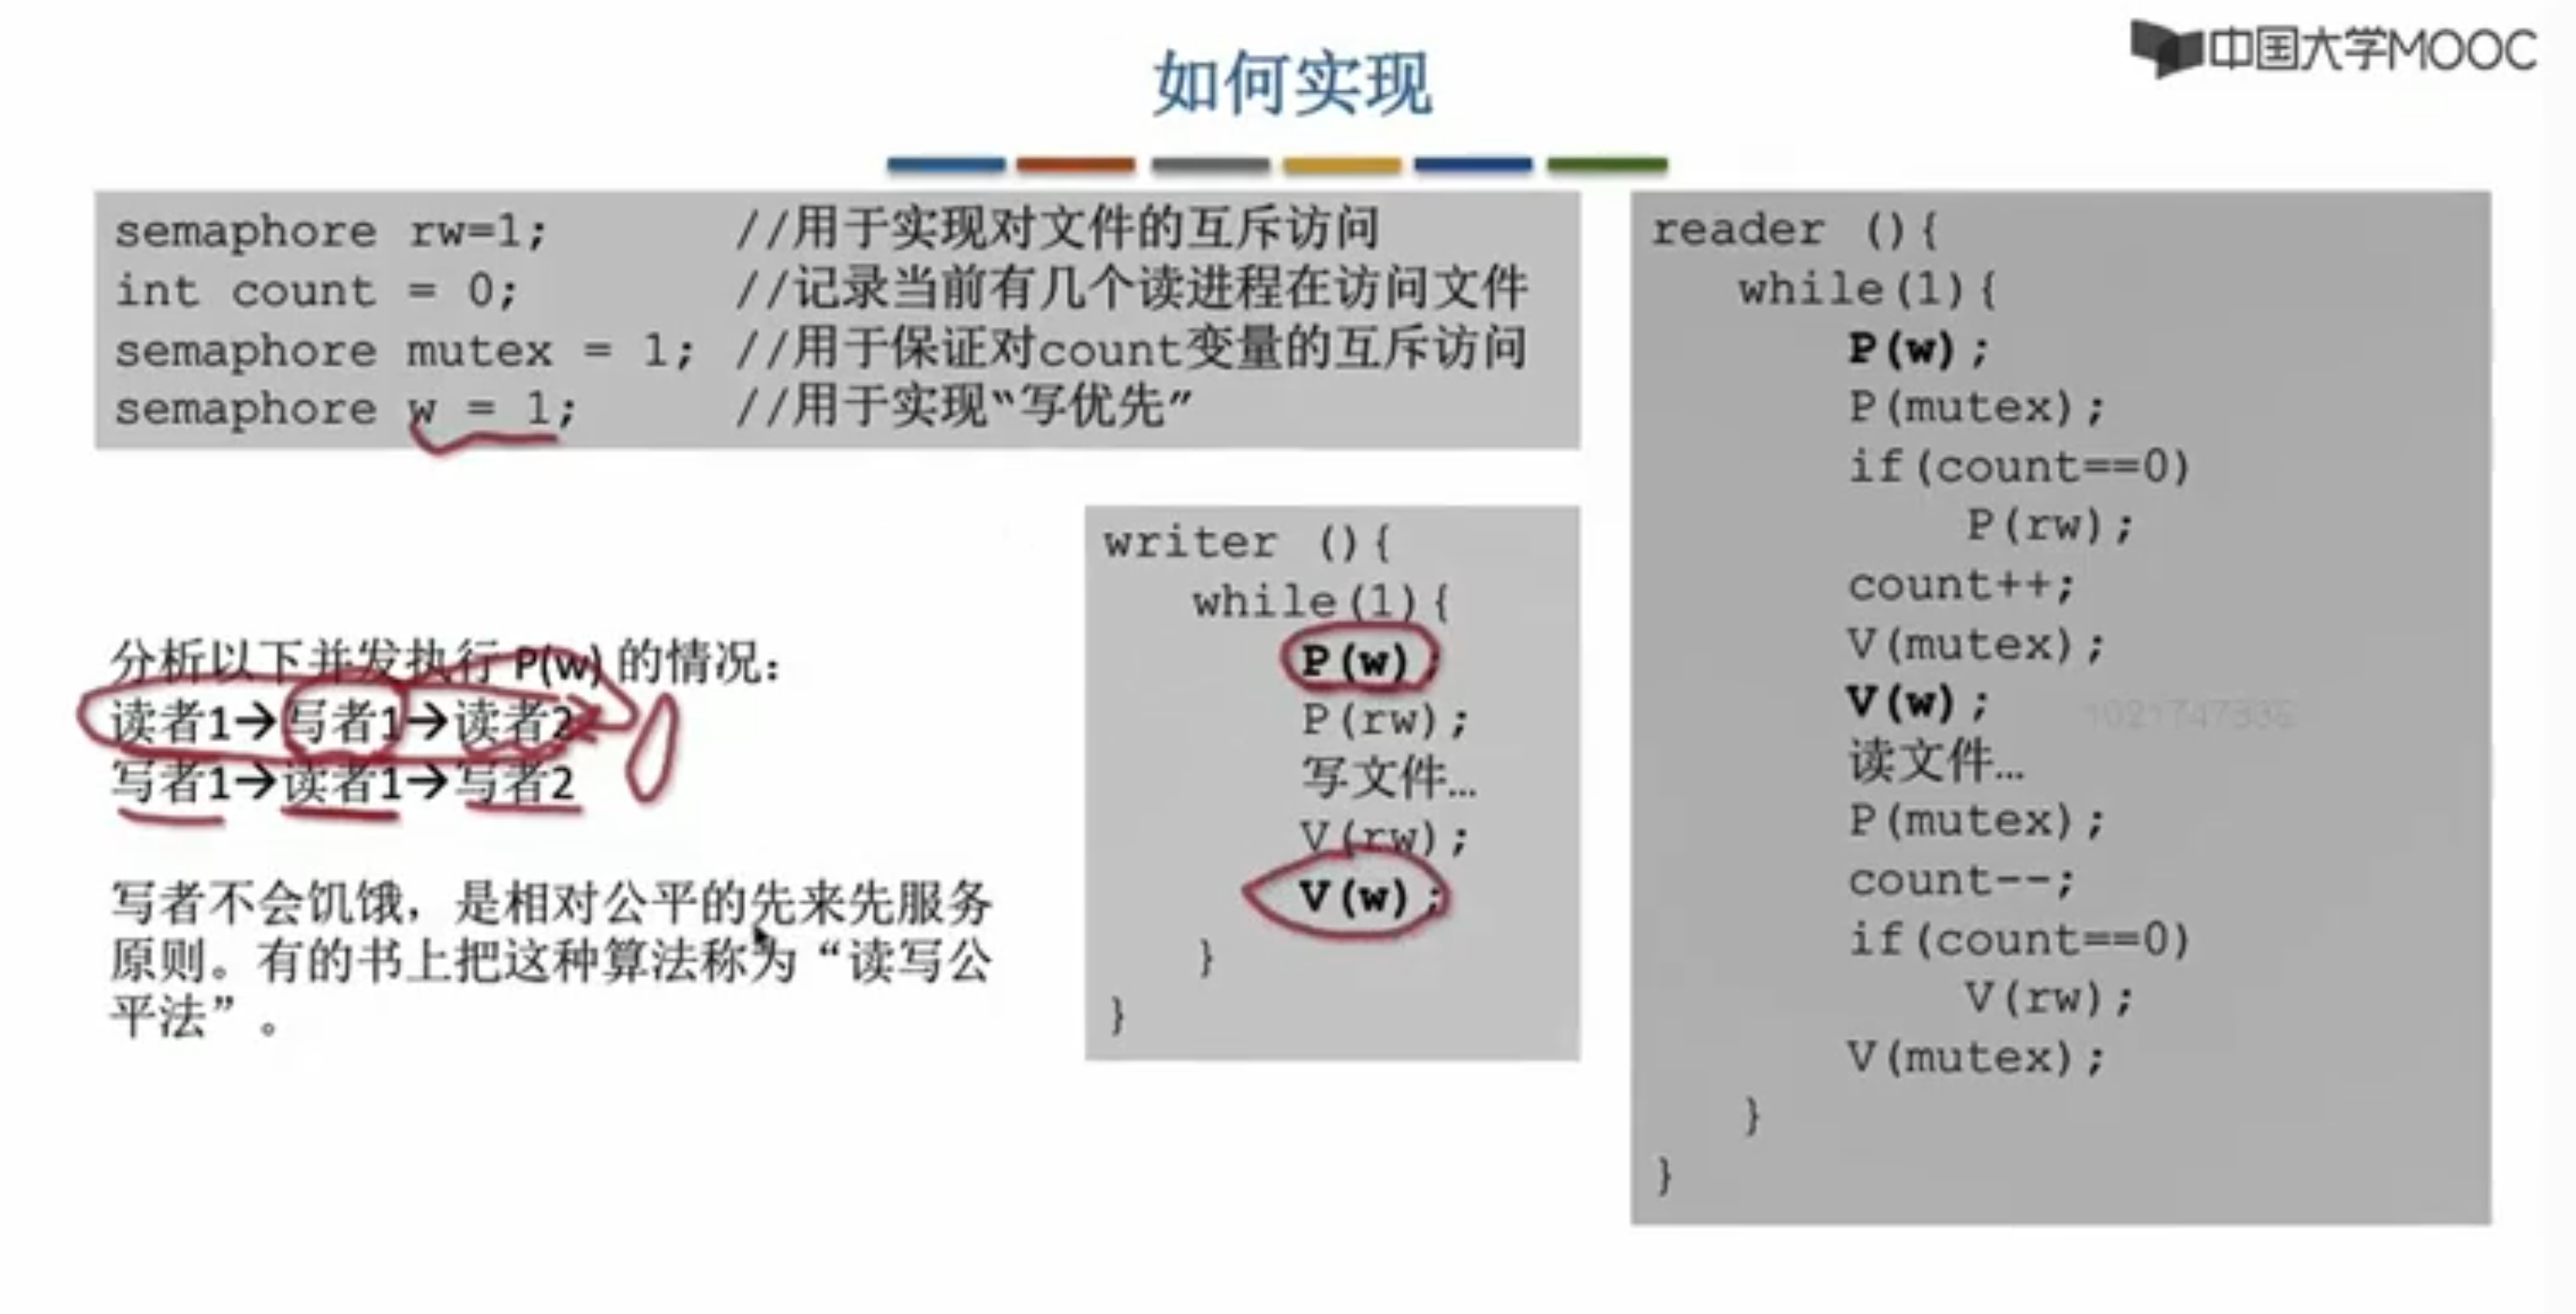 中国大学MOOC
如何实现
semaphore rw=1; //用于实现对文件的互斥访问
int count = 0; //记录当前有几个读进程在访问文件
semaphore mutex = 1; //用于保证对count变量的互斥访问
semaphore w = 1; //用于实现“写优先”
分析以下并发执行 P(w) 的情况：
读者1→写者1→读者2
写者1→读者1→写者2
写者不会饥饿，是相对公平的先来先服务
原则。有的书上把这种算法称为“读写公
平法”。
writer (){
while(1){
P(w);
P(rw);
写文件…
V(rw);
V(w);
}
}
reader (){
while(1){
P(w);
P(mutex);
if(count==0)
P(rw);
count++;
V(mutex);
V(w);
读文件…
P(mutex);
count--;
if(count==0)
V(rw);
V(mutex);
}
}